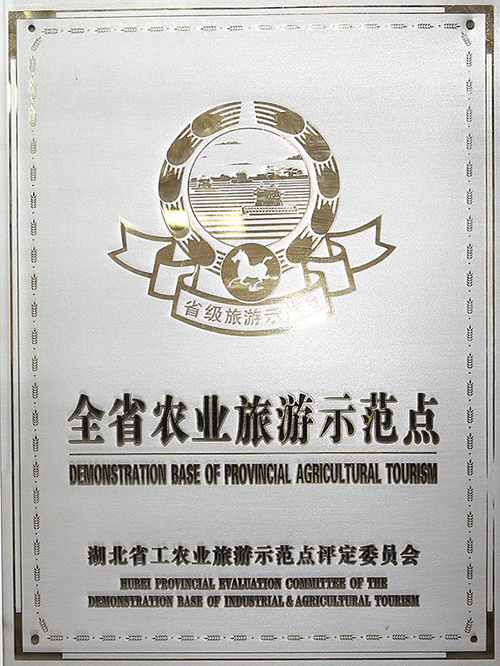 省级旅游示范点
全省农业旅游示范点
DEMONSTRATION BASE OF PROVINCIAL AGRICULTURAL TOURISM
湖北省工农业旅游示范点评定委员会
HUBEI PROVINCIAL EVALUATION COMMITTEE OF THE
DEMONSTRATION BASE OF INDUSTRIAL & AGRICULTURAL TOURISM